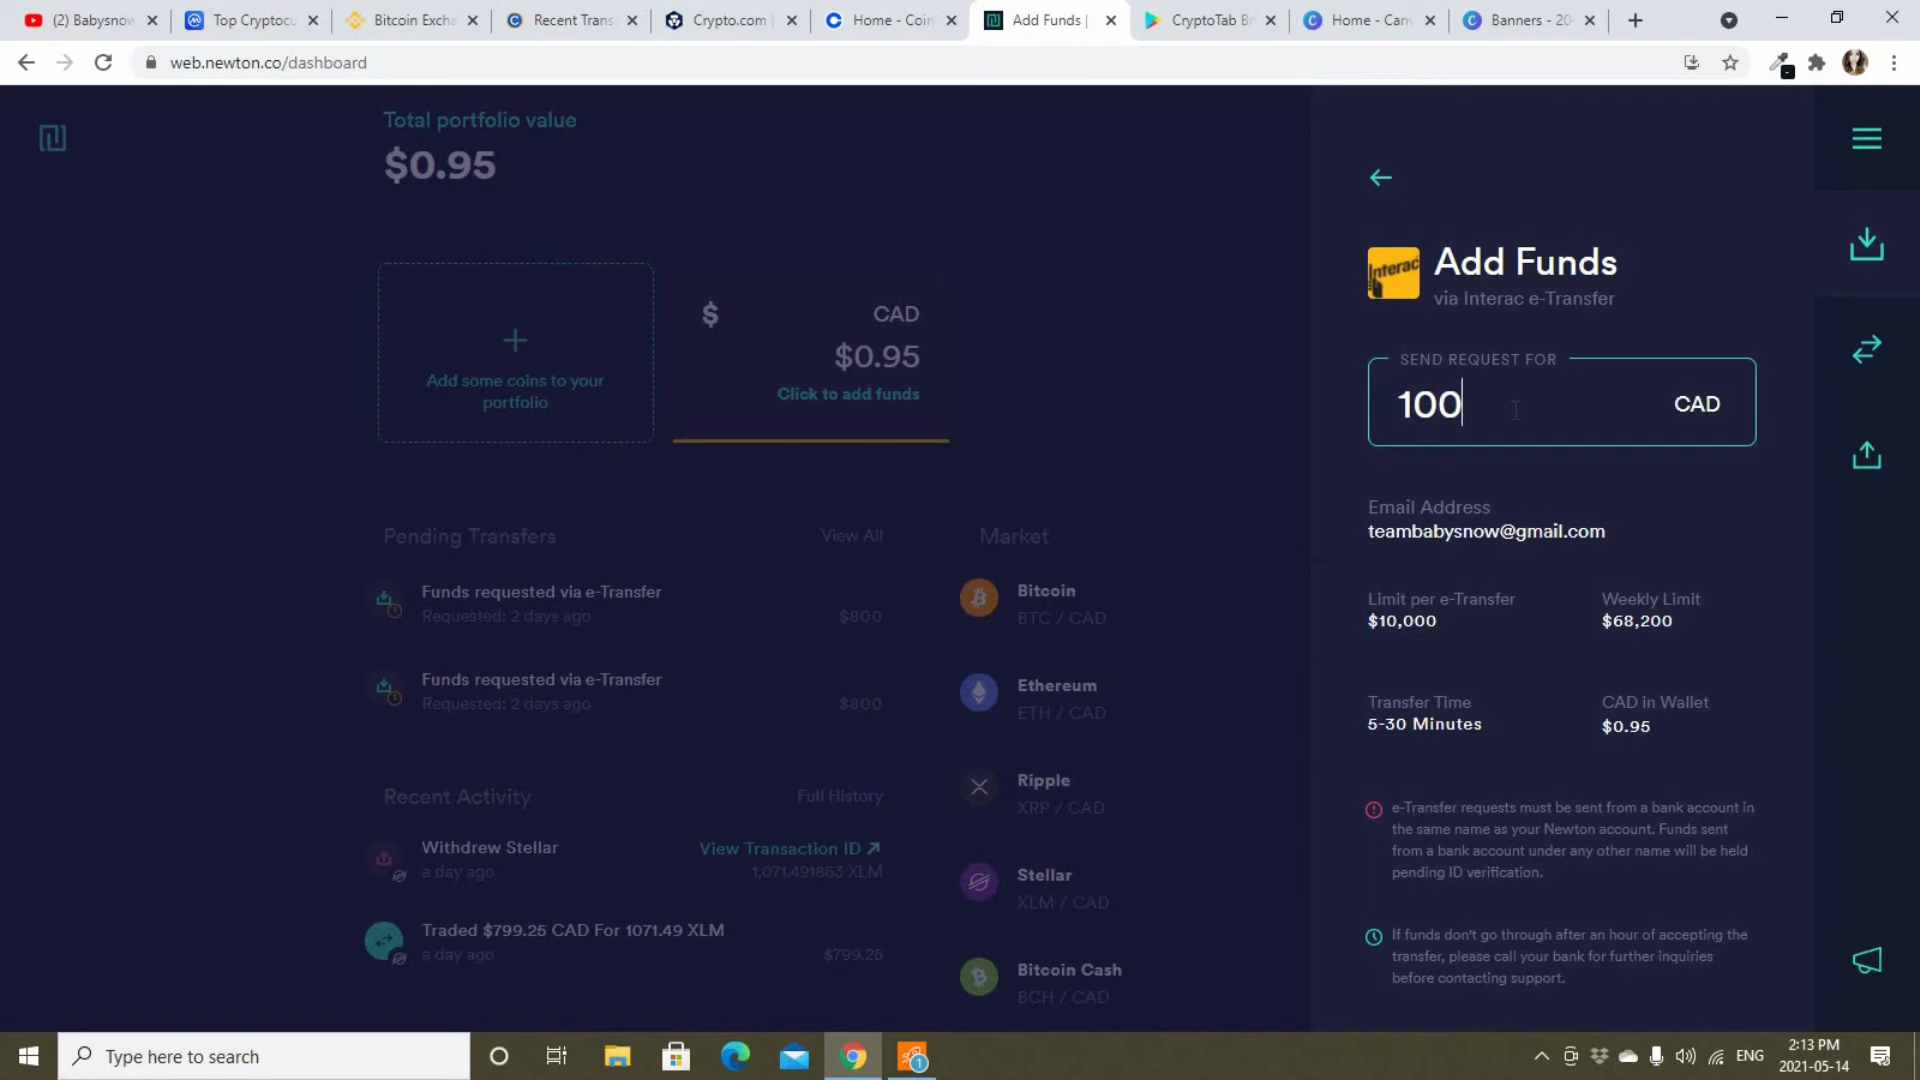 (2) Babysnow
Top Cryptocu
Bitcoin Excha
Recent Trans
Crypto.com |
Home - Coin
Add Funds |
CryptoTab Br
Home - Canv
Banners - 20
web.newton.co/dashboard
Total portfolio value
$0.95
Add some coins to your
portfolio
$ CAD
$0.95
Click to add funds
Pending Transfers View All
Funds requested via e-Transfer
Requested: 2 days ago $800
Funds requested via e-Transfer
Requested: 2 days ago $800
Recent Activity Full History
Withdrew Stellar View Transaction ID
a day ago 1,071.491863 XLM
Traded $799.25 CAD For 1071.49 XLM
a day ago $799.25
Market
Bitcoin
BTC / CAD
Ethereum
ETH / CAD
Ripple
XRP / CAD
Stellar
XLM / CAD
Bitcoin Cash
BCH / CAD
Interac
Add Funds
via Interac e-Transfer
SEND REQUEST FOR
100 CAD
Email Address
teambabysnow@gmail.com
Limit per e-Transfer Weekly Limit
$10,000 $68,200
Transfer Time CAD in Wallet
5-30 Minutes $0.95
e-Transfer requests must be sent from a bank account in
the same name as your Newton account. Funds sent
from a bank account under any other name will be held
pending ID verification.
If funds don't go through after an hour of accepting the
transfer, please call your bank for further inquiries
before contacting support.
Type here to search
1
ENG
2:13 PM
2021-05-14